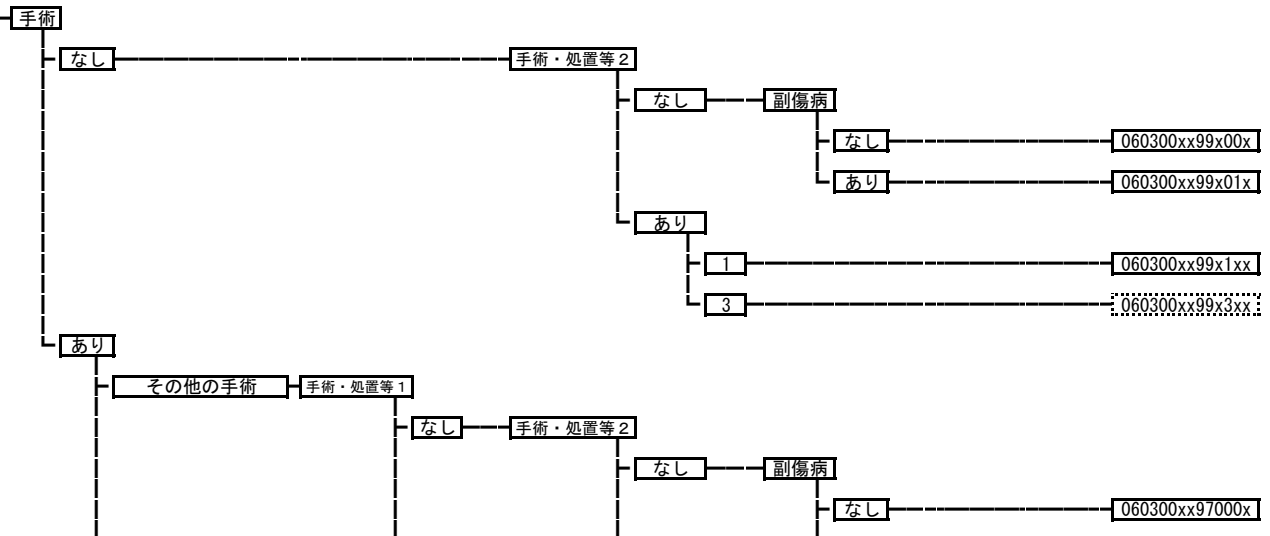 手術
なし 手術・処置等２
なし 副傷病
なし 060300xx99x00x
あり 060300xx99x01x
あり
1 060300xx99x1xx
3 060300xx99x3xx
あり
その他の手術 手術・処置等１
なし 手術・処置等２
なし 副傷病
なし 060300xx97000x